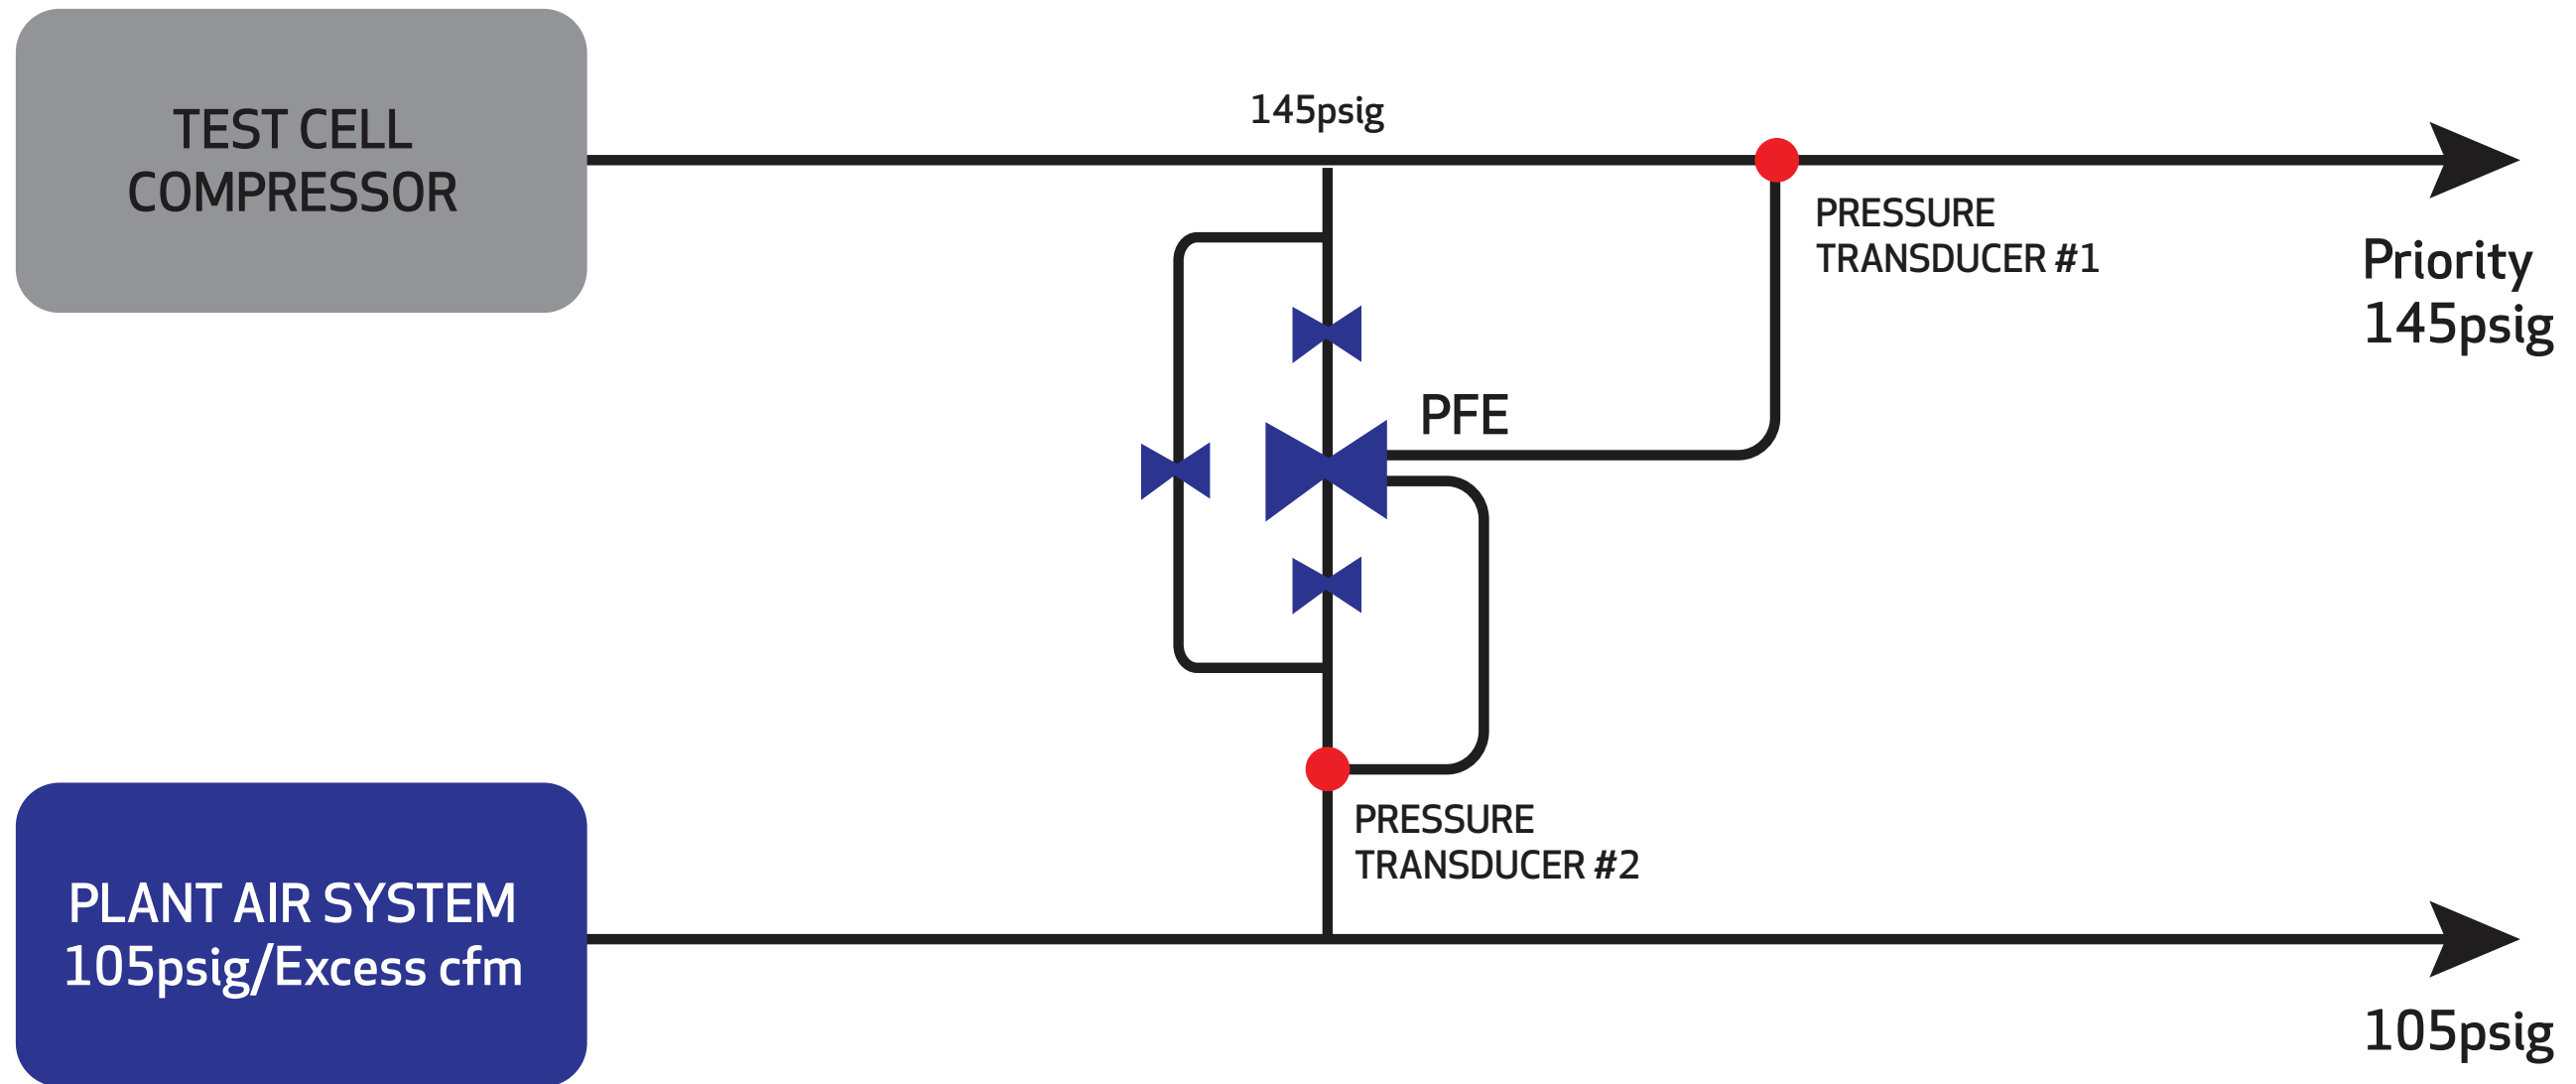 TEST CELL
COMPRESSOR
145psig
PRESSURE
TRANSDUCER #1
Priority
145psig
PFE
PRESSURE
TRANSDUCER #2
PLANT AIR SYSTEM
105psig/Excess cfm
105psig